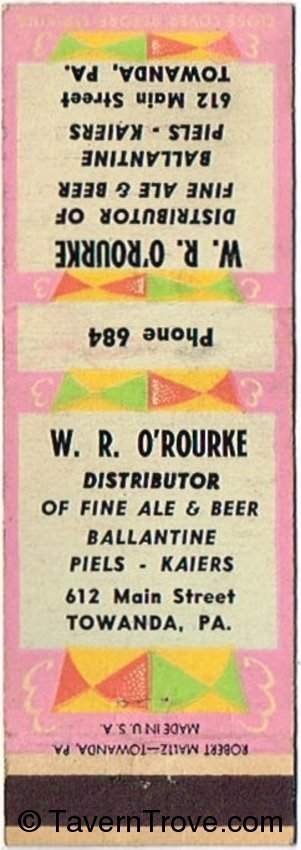 CLOSE COVER BEFORE STRIKING
W. R. O'ROURKE
DISTRIBUTOR OF
FINE ALE & BEER
BALLANTINE
PIELS - KAIERS
612 Main Street
TOWANDA, PA.
Phone 684
W. R. O'ROURKE
DISTRIBUTOR
OF FINE ALE & BEER
BALLANTINE
PIELS - KAIERS
612 Main Street
TOWANDA, PA.
ROBERT MALTZ—TOWANDA, PA.
MADE IN U. S. A.
© TavernTrove.com